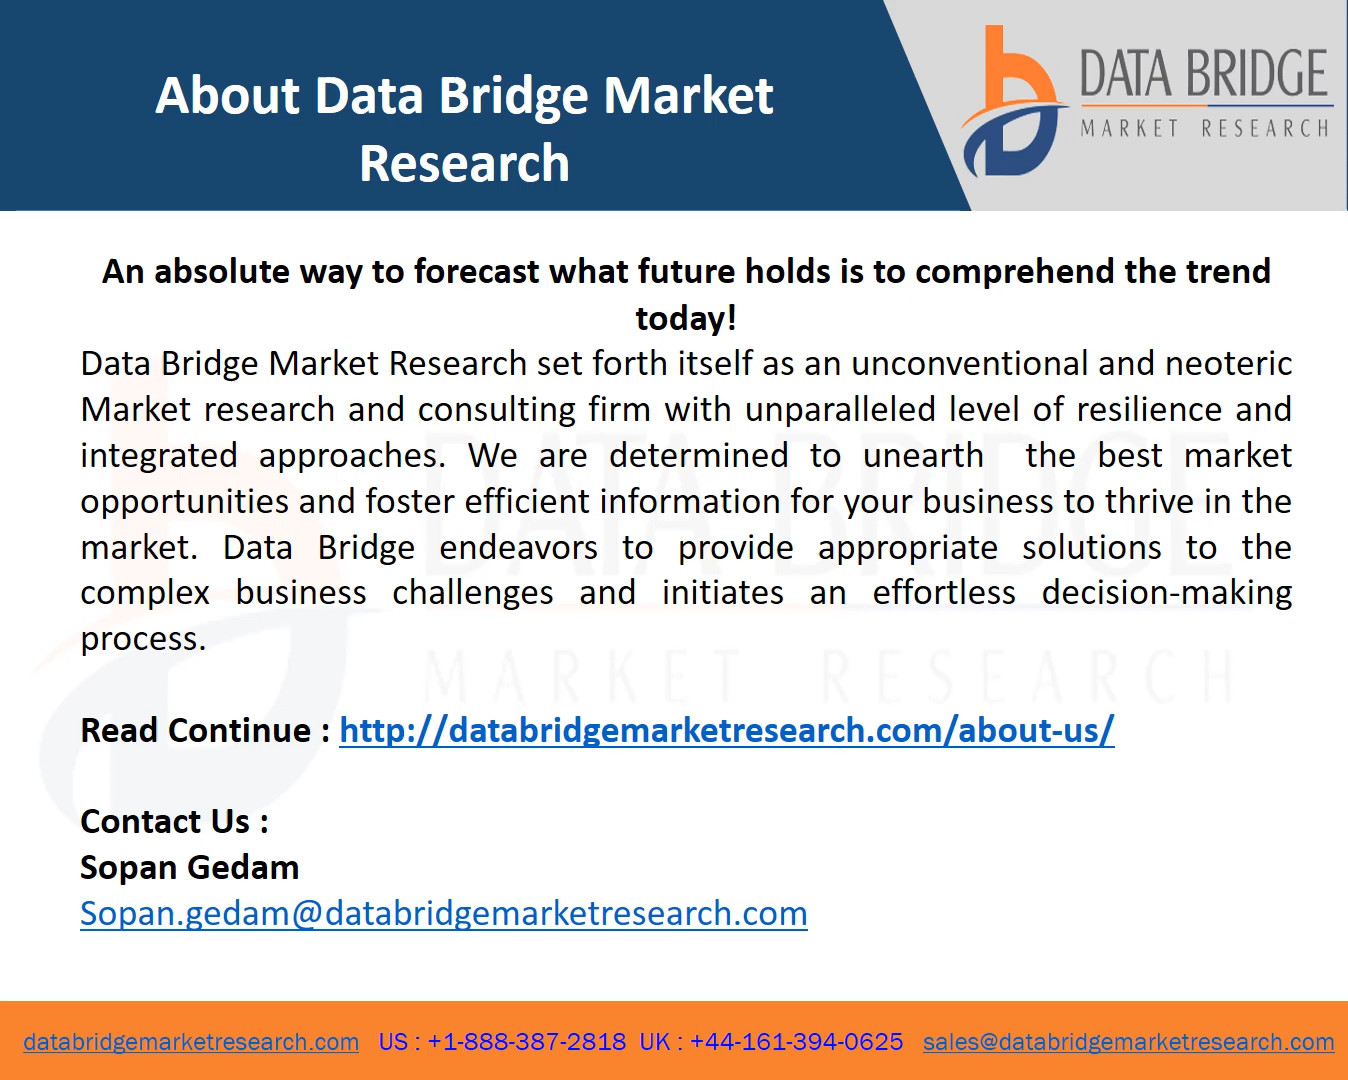 About Data Bridge Market
Research
DATA BRIDGE
MARKET RESEARCH
An absolute way to forecast what future holds is to comprehend the trend
today!
Data Bridge Market Research set forth itself as an unconventional and neoteric
Market research and consulting firm with unparalleled level of resilience and
integrated approaches. We are determined to unearth the best market
opportunities and foster efficient information for your business to thrive in the
market. Data Bridge endeavors to provide appropriate solutions to the
complex business challenges and initiates an effortless decision-making
process.
DATA BRIDGE
MARKET RESEARCH
Read Continue : http://databridgemarketresearch.com/about-us/
Contact Us :
Sopan Gedam
Sopan.gedam@databridgemarketresearch.com
databridgemarketresearch.com US : +1-888-387-2818 UK : +44-161-394-0625 sales@databridgemarketresearch.com